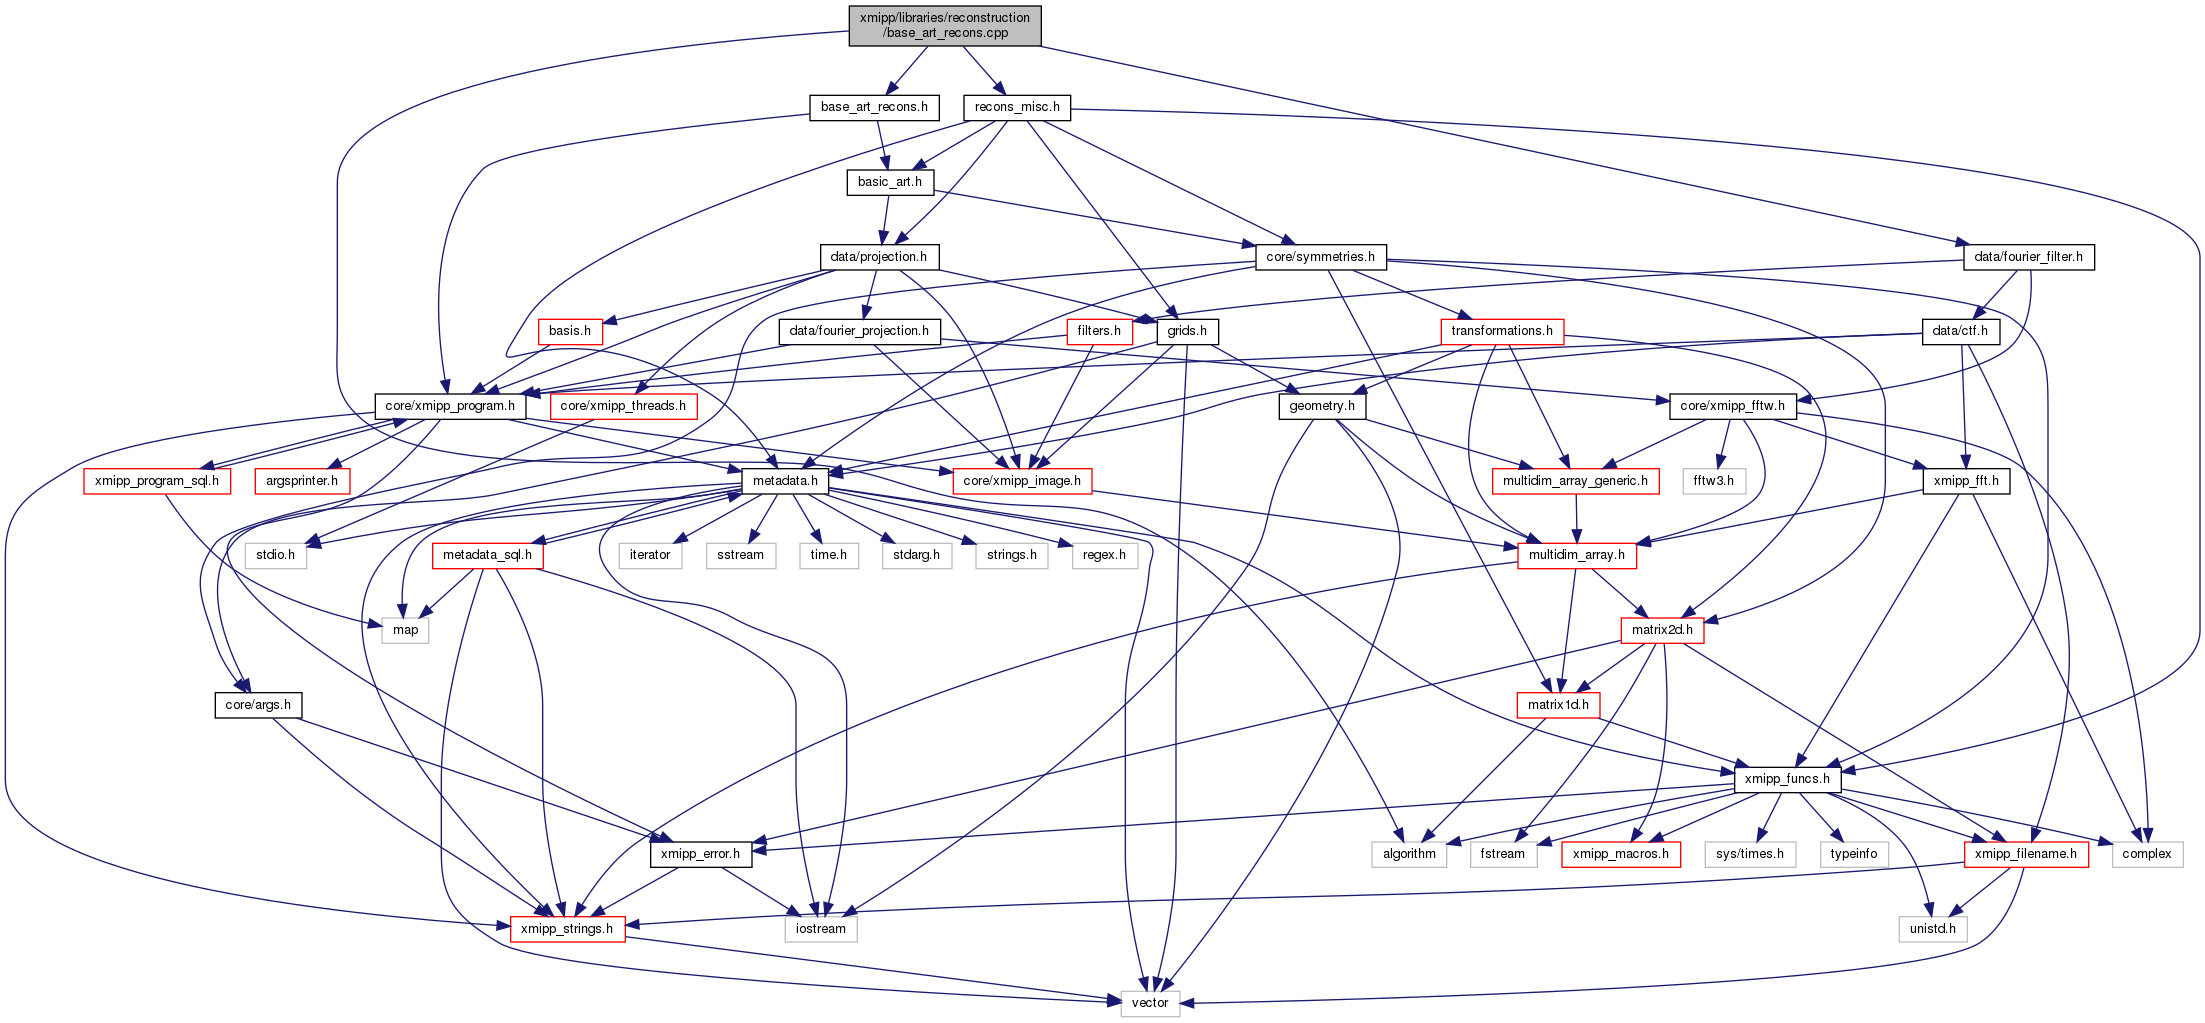 xmipp/libraries/reconstruction
/base_art_recons.cpp
base_art_recons.h
recons_misc.h
basic_art.h
data/projection.h
core/symmetries.h
data/fourier_filter.h
basis.h
data/fourier_projection.h
filters.h
grids.h
transformations.h
data/ctf.h
core/xmipp_program.h
core/xmipp_threads.h
geometry.h
core/xmipp_fftw.h
xmipp_program_sql.h
argsprinter.h
metadata.h
core/xmipp_image.h
multidim_array_generic.h
fftw3.h
xmipp_fft.h
stdio.h
metadata_sql.h
iterator
sstream
time.h
stdarg.h
strings.h
regex.h
multidim_array.h
map
matrix2d.h
core/args.h
matrix1d.h
xmipp_funcs.h
xmipp_error.h
algorithm
fstream
xmipp_macros.h
sys/times.h
typeinfo
xmipp_filename.h
complex
xmipp_strings.h
iostream
unistd.h
vector